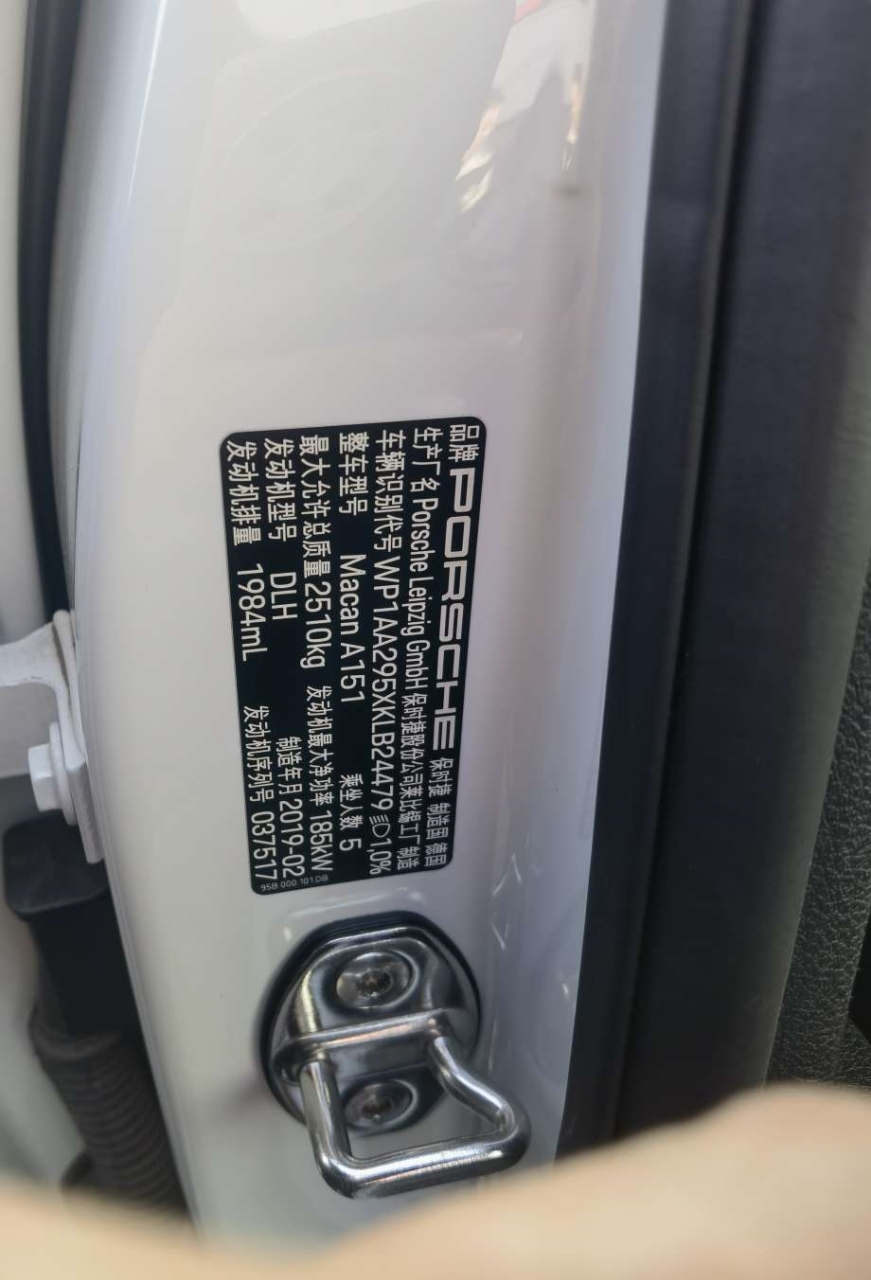 品牌 PORSCHE 保时捷 制造国 德国
生产厂名 Porsche Leipzig GmbH 保时捷股份公司莱比锡工厂制造
车辆识别代号 WP1AA295XKLB24479 1,0%
整车型号 Macan A151 乘坐人数 5
最大允许总质量 2510kg 发动机最大净功率 185kW
发动机型号 DLH 制造年月 2019-02
发动机排量 1984mL 发动机序列号 037517
95B 000 101 DB